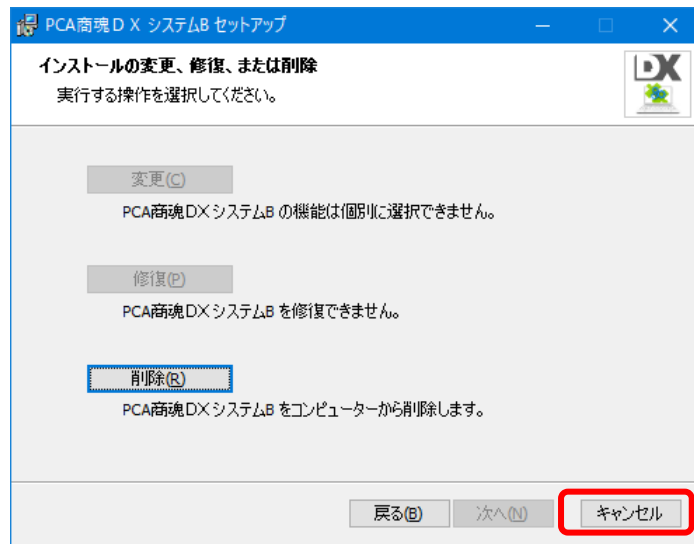 PCA商魂ＤＸ システムB セットアップ
インストールの変更、修復、または削除
実行する操作を選択してください。
DX
変更(C)
PCA商魂DXシステムB の機能は個別に選択できません。
修復(P)
PCA商魂DXシステムB を修復できません。
削除(R)
PCA商魂DXシステムB をコンピューターから削除します。
戻る(B) 次へ(N) キャンセル